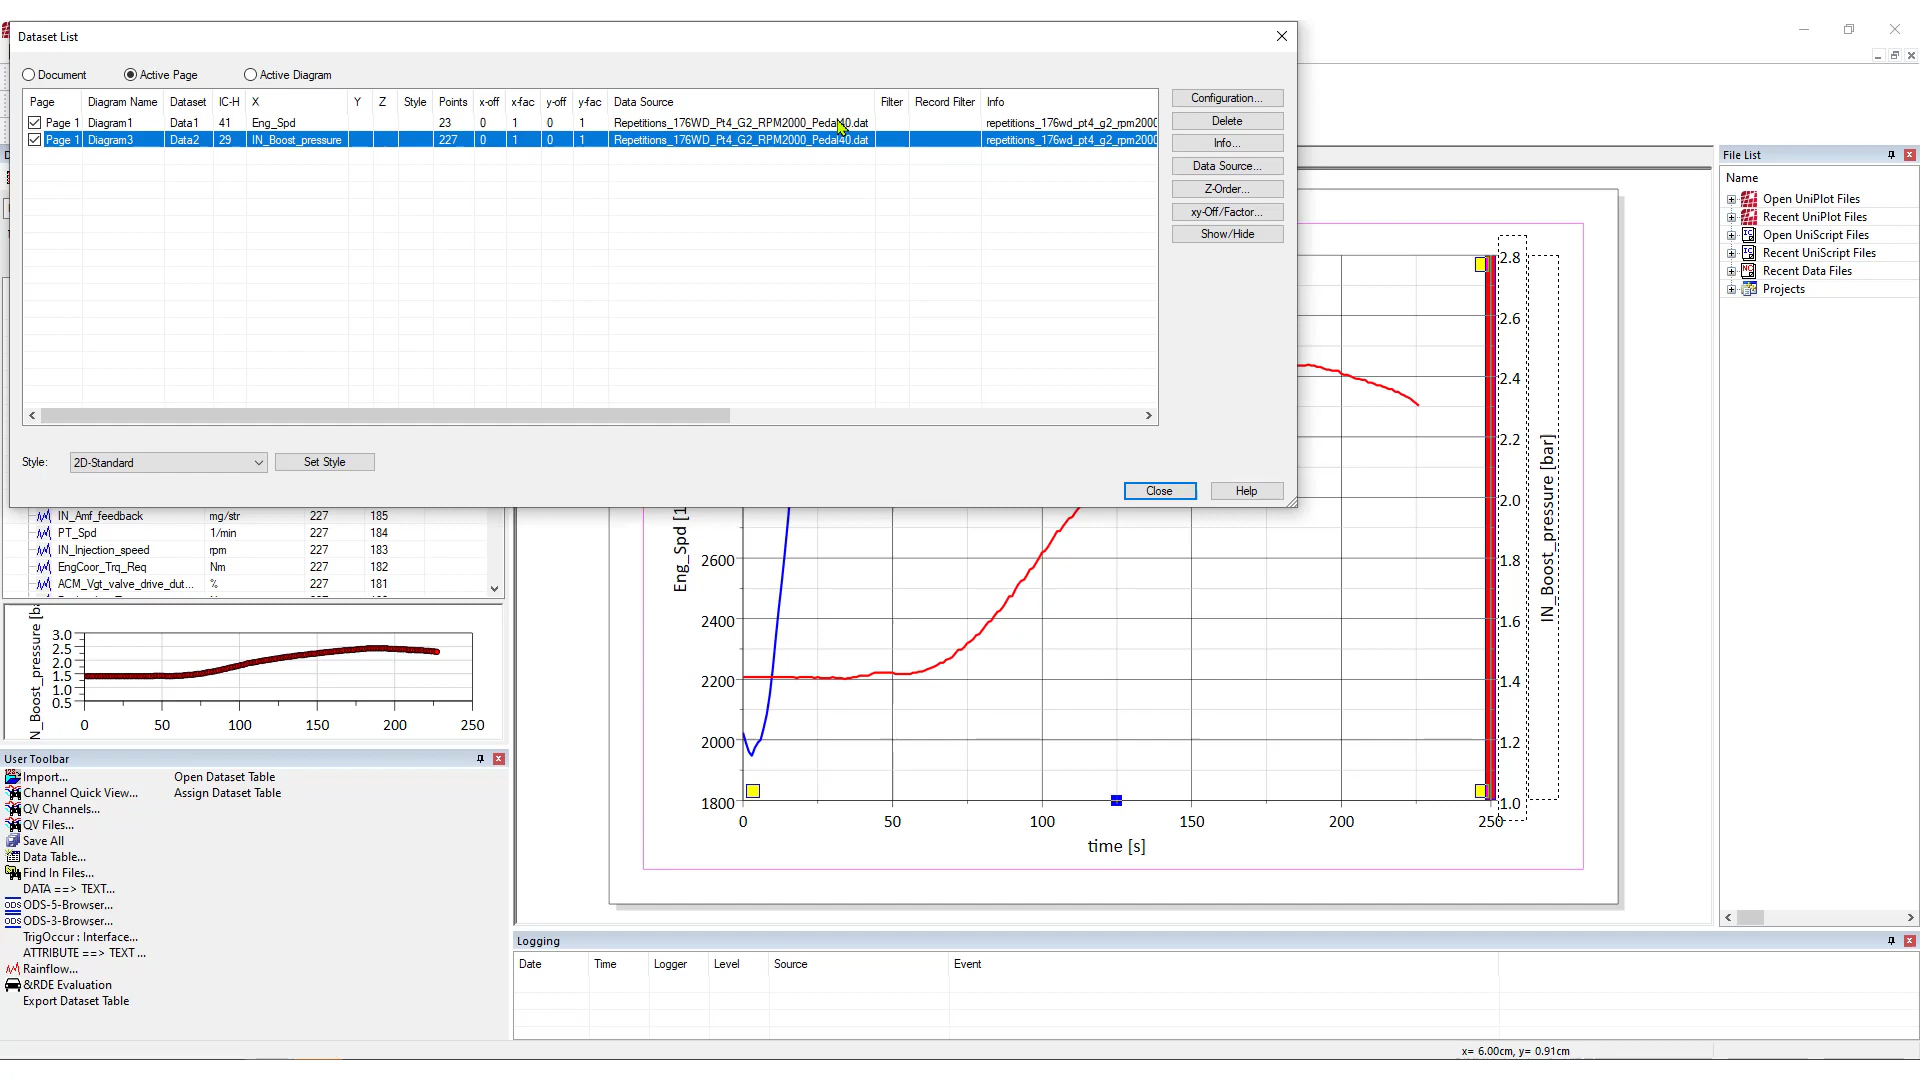 Dataset List
Document Active Page Active Diagram
Page Diagram Name Dataset IC-H X Y Z Style Points x-off x-fac y-off y-fac Data Source Filter Record Filter Info
Page 1 Diagram1 Data1 41 Eng_Spd 23 0 1 0 1 Repetitions_176WD_Pt4_G2_RPM2000_Pedal40.dat repetitions_176wd_pt4_g2_rpm2000
Page 1 Diagram3 Data2 29 IN_Boost_pressure 227 0 1 0 1 Repetitions_176WD_Pt4_G2_RPM2000_Pedal40.dat repetitions_176wd_pt4_g2_rpm2000
Configuration...
Delete
Info...
Data Source...
Z-Order...
xy-Off/Factor...
Show/Hide
Style: 2D-Standard Set Style
Close Help
IN_Amf_feedback mg/str 227 185
PT_Spd 1/min 227 184
IN_Injection_speed rpm 227 183
EngCoor_Trq_Req Nm 227 182
ACM_Vgt_valve_drive_dut... % 227 181
IN_Boost_pressure [ba
3.0
2.5
2.0
1.5
1.0
0.5
0 50 100 150 200 250
User Toolbar
Import... Open Dataset Table
Channel Quick View... Assign Dataset Table
QV Channels...
QV Files...
Save All
Data Table...
Find In Files...
DATA ==> TEXT...
ODS-5-Browser...
ODS-3-Browser...
TrigOccur : Interface...
ATTRIBUTE ==> TEXT ...
Rainflow...
&RDE Evaluation
Export Dataset Table
Eng_Spd [1
2600
2400
2200
2000
1800
0 50 100 150 200 250
time [s]
2.8
2.6
2.4
2.2
2.0
1.8
1.6
1.4
1.2
1.0
IN_Boost_pressure [bar]
File List
Name
Open UniPlot Files
Recent UniPlot Files
Open UniScript Files
Recent UniScript Files
Recent Data Files
Projects
Logging
Date Time Logger Level Source Event
x= 6.00cm, y= 0.91cm